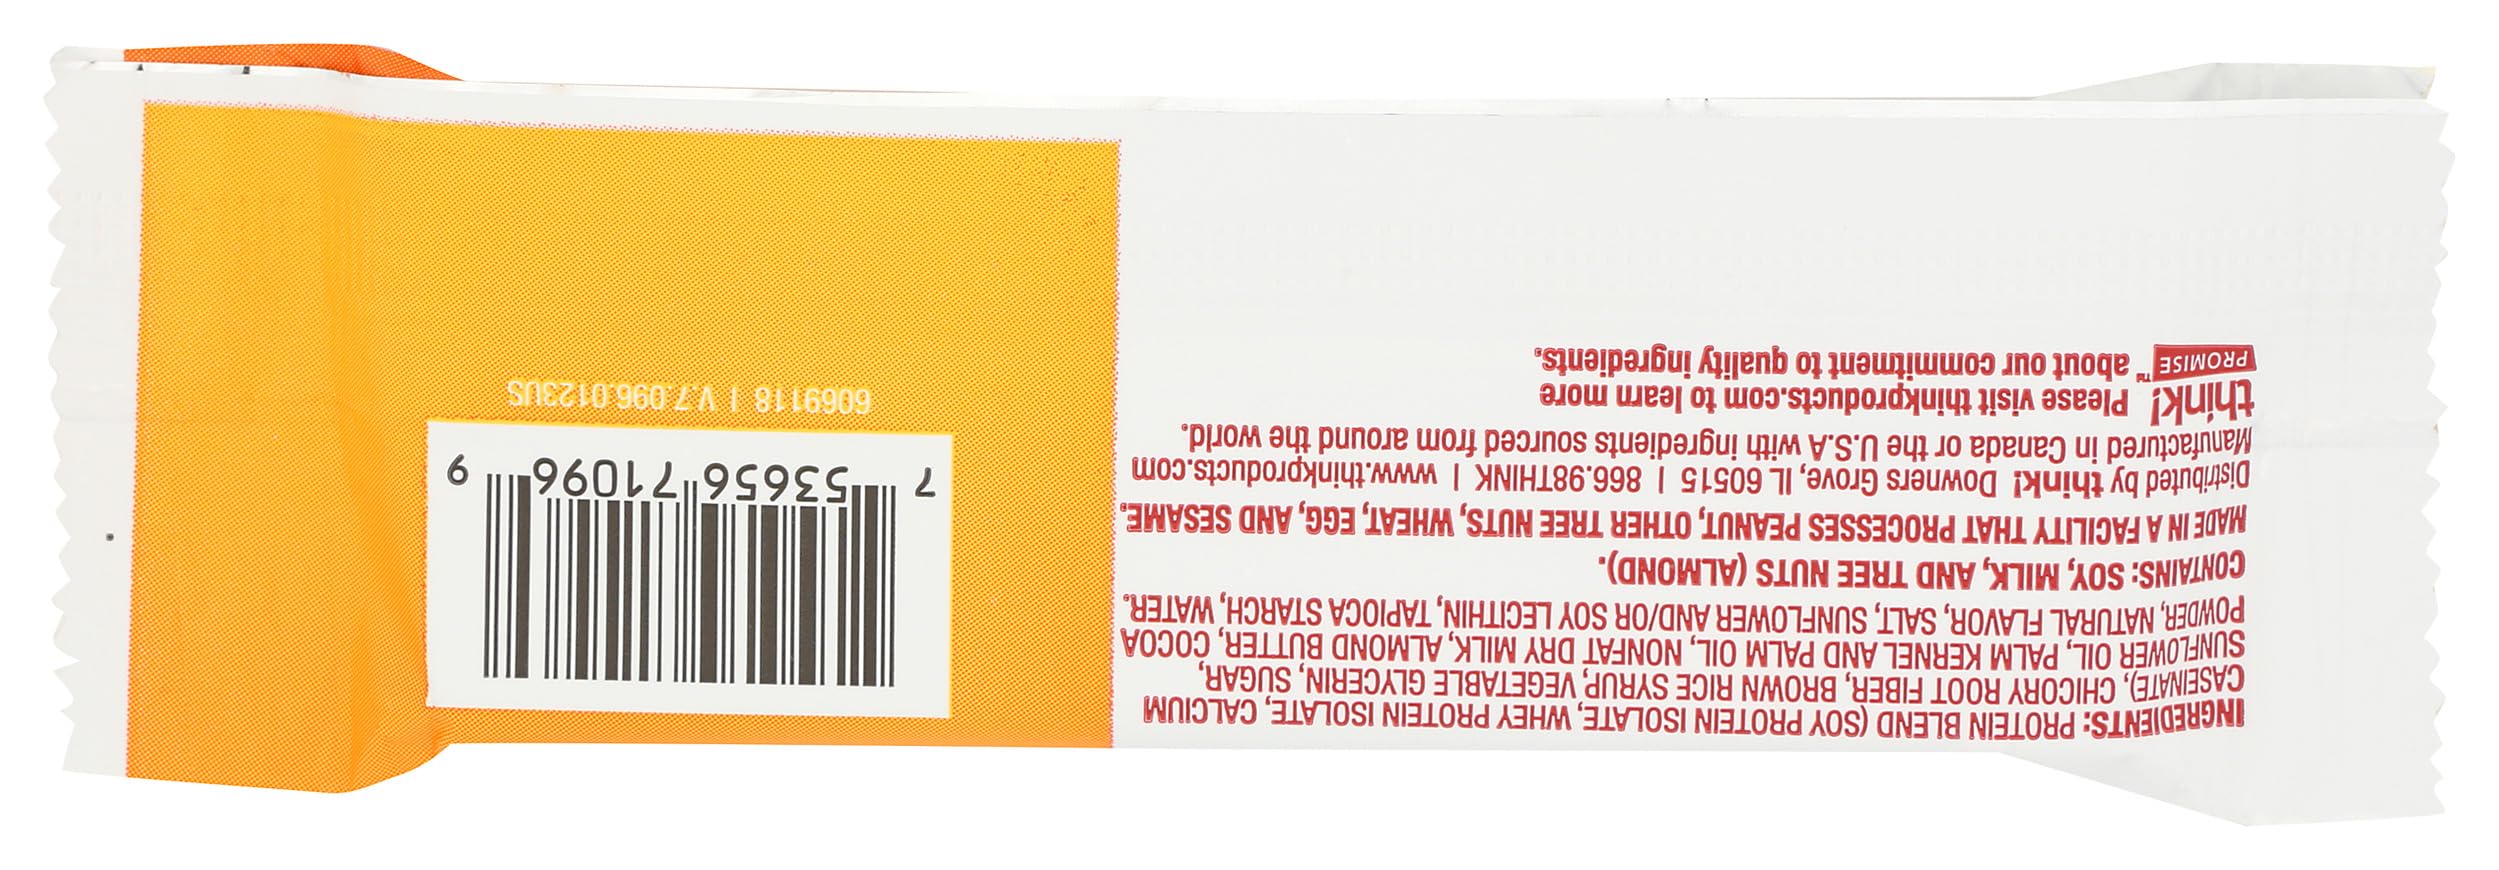 INGREDIENTS: PROTEIN BLEND (SOY PROTEIN ISOLATE, WHEY PROTEIN ISOLATE, CALCIUM
CASEINATE), CHICORY ROOT FIBER, BROWN RICE SYRUP, VEGETABLE GLYCERIN, SUGAR,
SUNFLOWER OIL, PALM KERNEL AND PALM OIL, NONFAT DRY MILK, ALMOND BUTTER, COCOA
POWDER, NATURAL FLAVOR, SALT, SUNFLOWER AND/OR SOY LECITHIN, TAPIOCA STARCH, WATER.
CONTAINS: SOY, MILK, AND TREE NUTS (ALMOND).
MADE IN A FACILITY THAT PROCESSES PEANUT, OTHER TREE NUTS, WHEAT, EGG, AND SESAME.
Distributed by think! Downers Grove, IL 60515 | 866.98THINK | www.thinkproducts.com
Manufactured in Canada or the U.S.A with ingredients sourced from around the world.
think!
PROMISE™
Please visit thinkproducts.com to learn more
about our commitment to quality ingredients.
7 53656 71096 9
6069118 | V.7.096.0123US